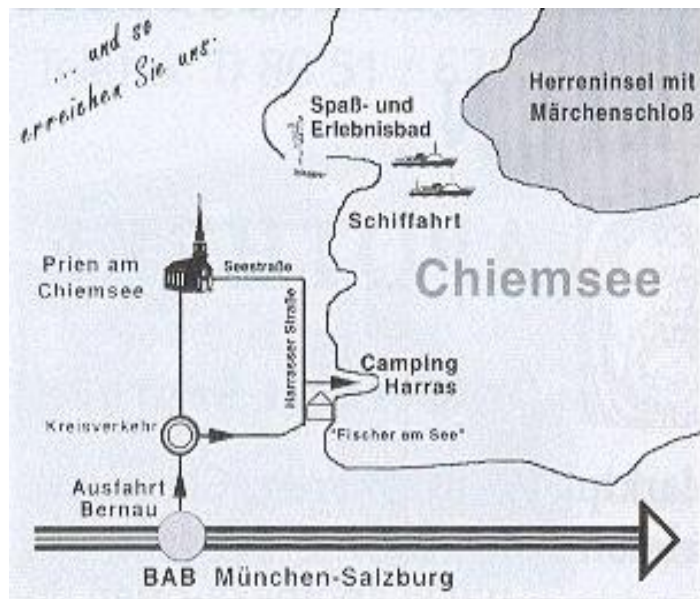 ... und so
erreichen Sie uns:
Herreninsel mit
Märchenschloß
Spaß- und
Erlebnisbad
Schiffahrt
Prien am
Chiemsee
Seestraße
Chiemsee
Harrasser Straße
Camping
Harras
Kreisverkehr
"Fischer am See"
Ausfahrt
Bernau
BAB München-Salzburg